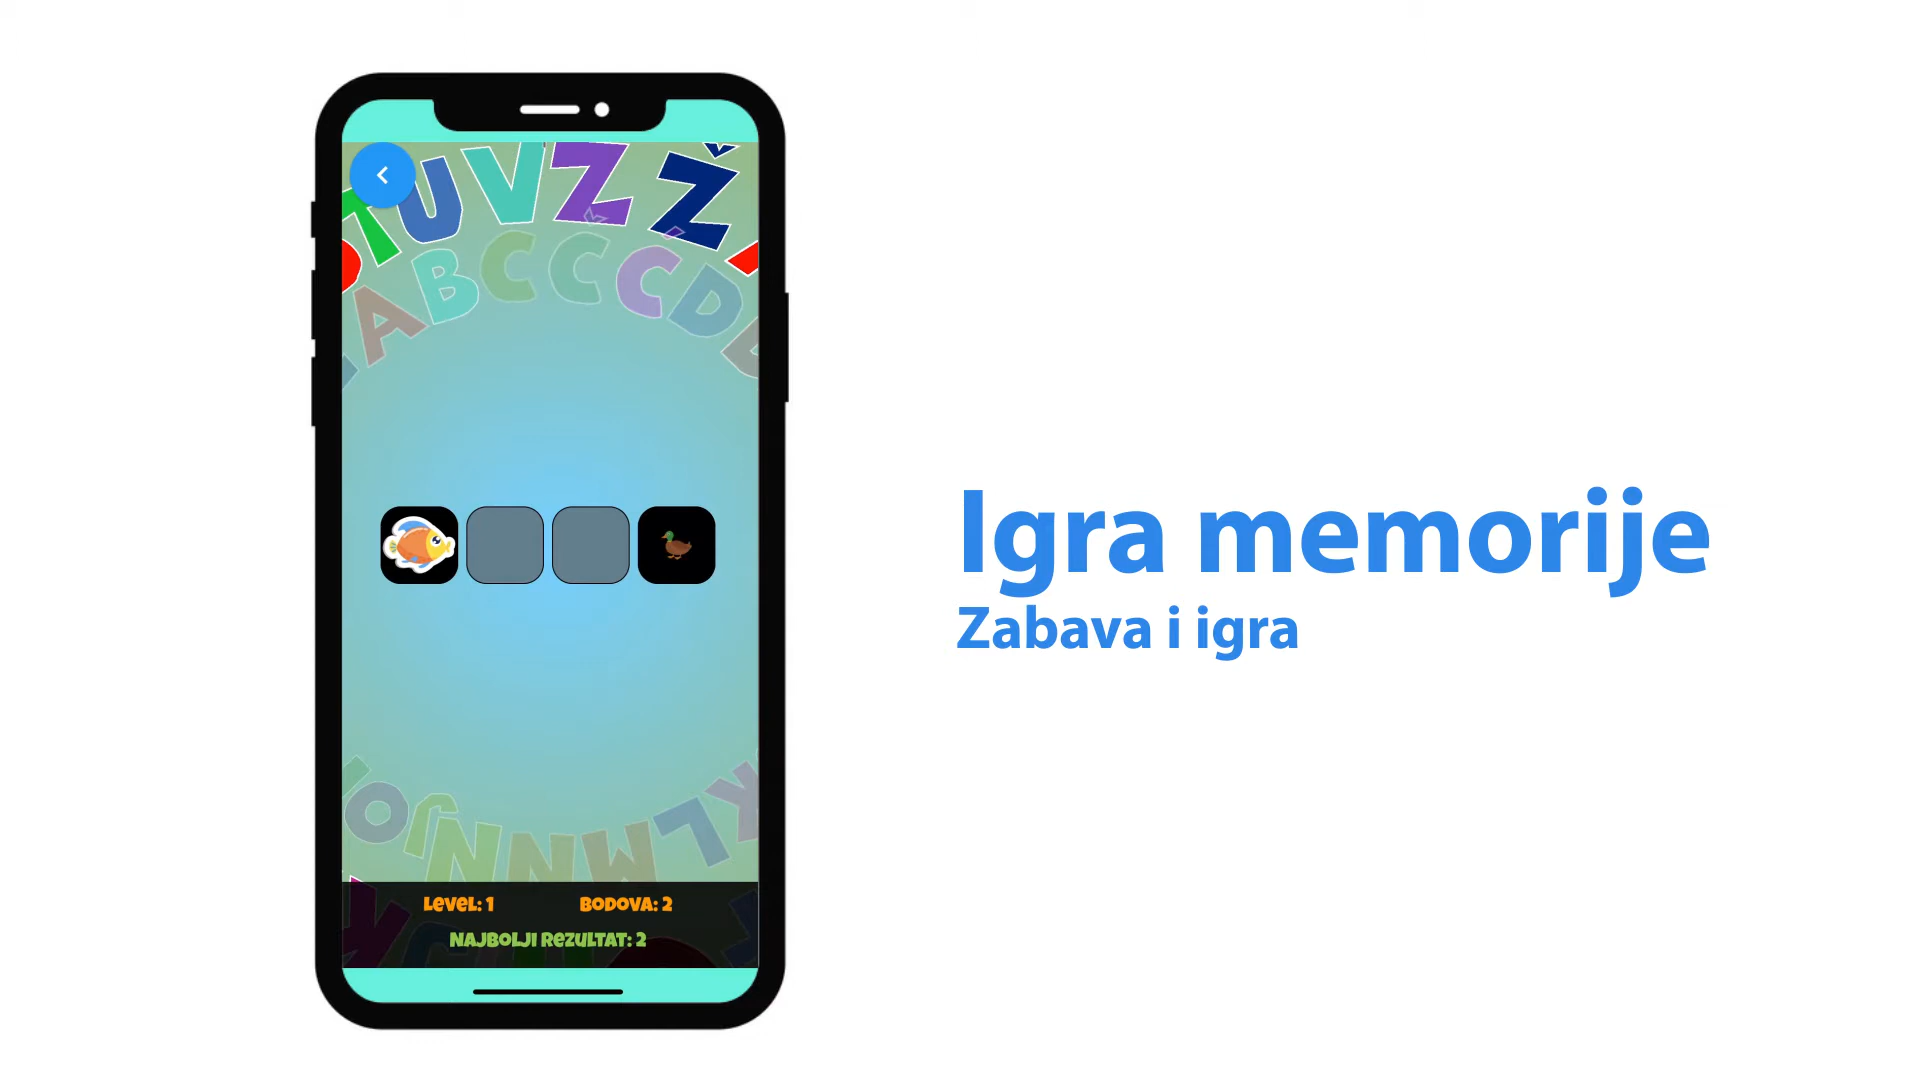 T U V Z Ž
A B C Č Ć D Đ
Igra memorije
Zabava i igra
O J N N M L K
Level: 1 Bodova: 2
Najbolji rezultat: 2